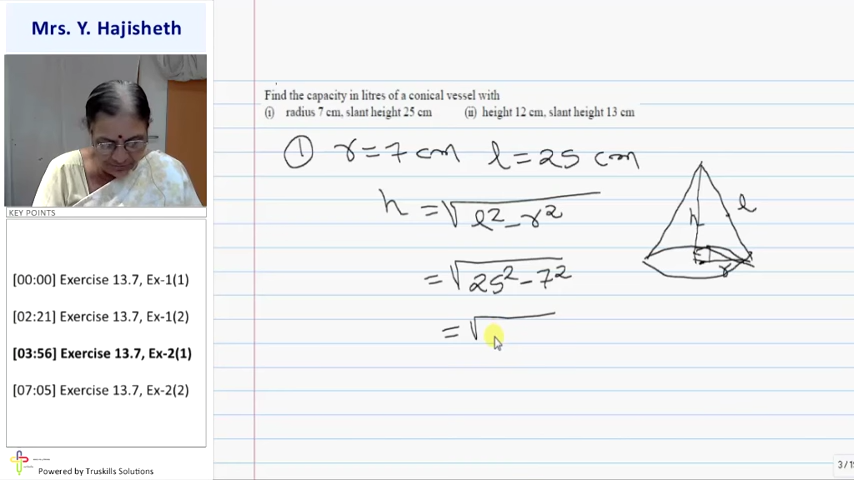 Mrs. Y. Hajisheth
KEY POINTS
[00:00] Exercise 13.7, Ex-1(1)
[02:21] Exercise 13.7, Ex-1(2)
[03:56] Exercise 13.7, Ex-2(1)
[07:05] Exercise 13.7, Ex-2(2)
Powered by Truskills Solutions
Find the capacity in litres of a conical vessel with
(i) radius 7 cm, slant height 25 cm (ii) height 12 cm, slant height 13 cm
① r = 7 cm l = 25 cm
h = √l² - r²
= √25² - 7²
= √
h
l
r
3/1